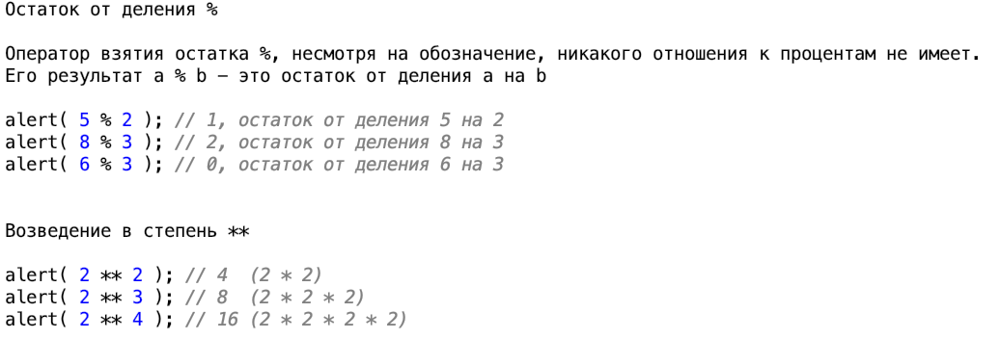 Остаток от деления %
Оператор взятия остатка %, несмотря на обозначение, никакого отношения к процентам не имеет.
Его результат a % b – это остаток от деления a на b
alert( 5 % 2 ); // 1, остаток от деления 5 на 2
alert( 8 % 3 ); // 2, остаток от деления 8 на 3
alert( 6 % 3 ); // 0, остаток от деления 6 на 3
Возведение в степень **
alert( 2 ** 2 ); // 4  (2 * 2)
alert( 2 ** 3 ); // 8  (2 * 2 * 2)
alert( 2 ** 4 ); // 16 (2 * 2 * 2 * 2)